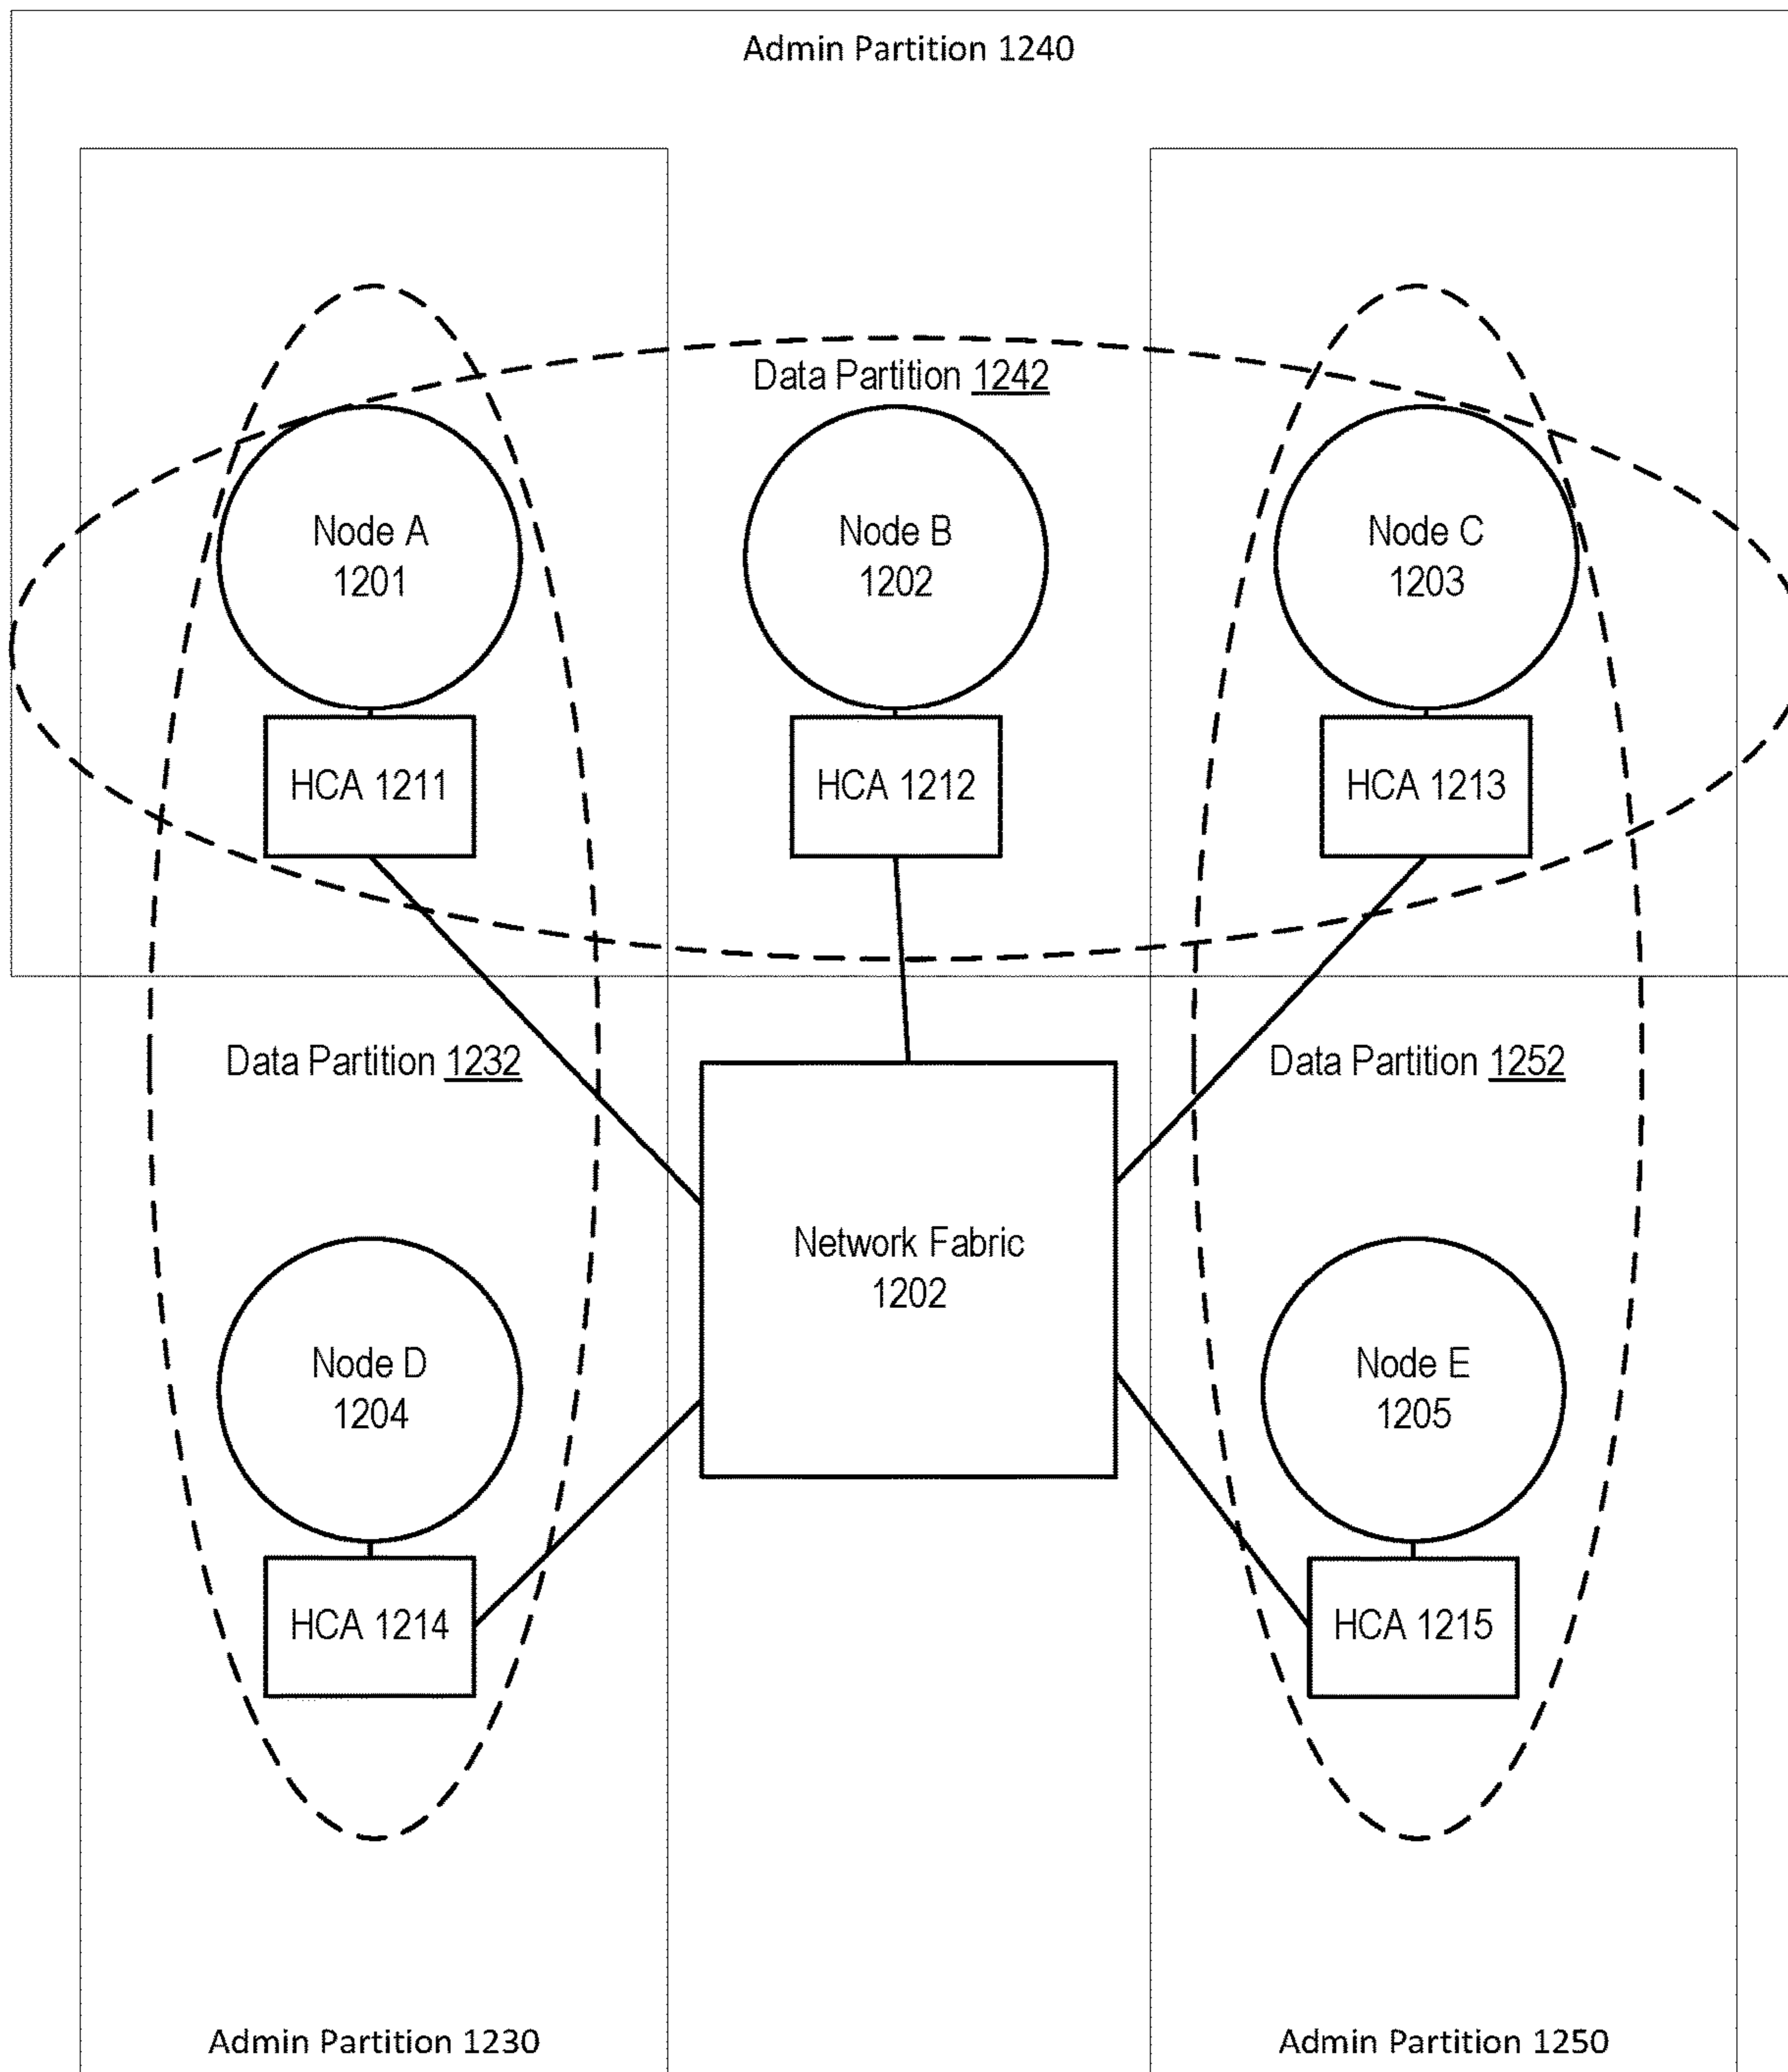 Admin Partition 1240
Data Partition 1242
Node A
1201
Node B
1202
Node C
1203
HCA 1211
HCA 1212
HCA 1213
Data Partition 1232
Data Partition 1252
Network Fabric
1202
Node D
1204
Node E
1205
HCA 1214
HCA 1215
Admin Partition 1230
Admin Partition 1250